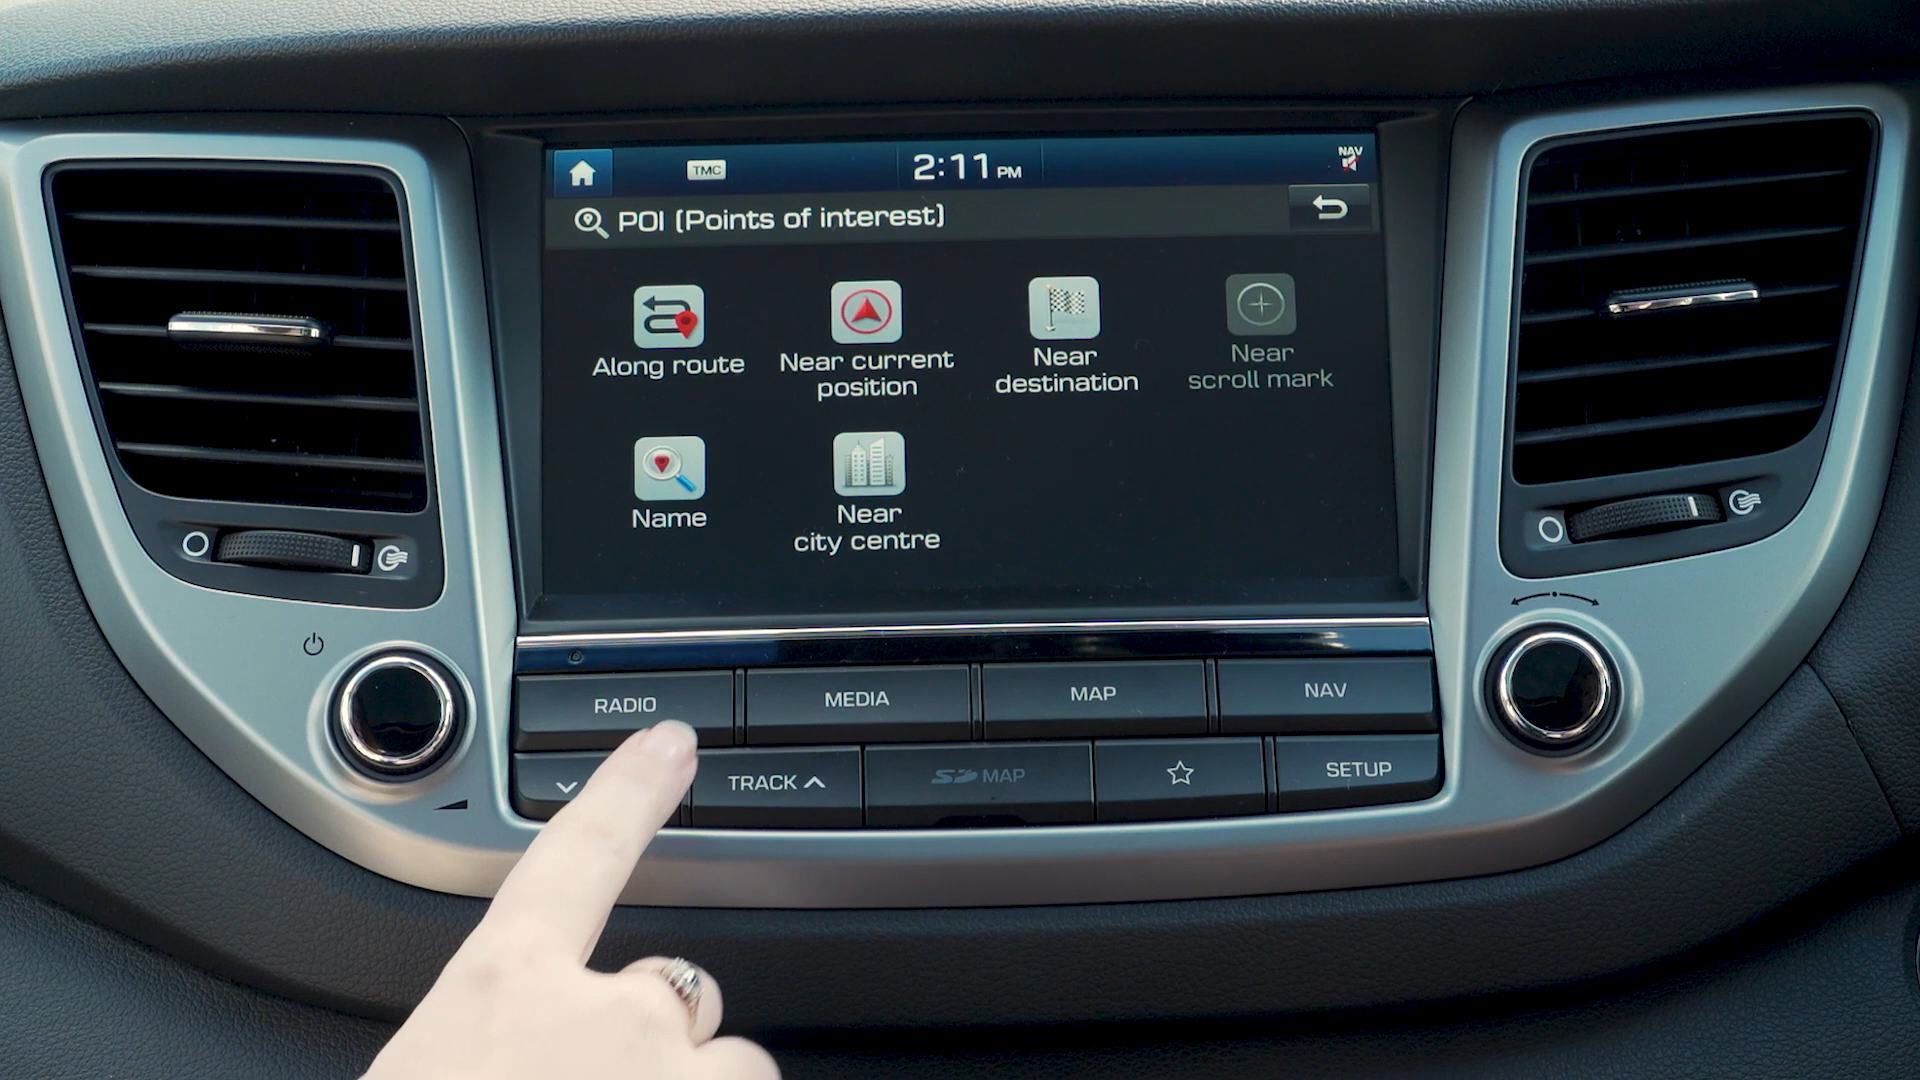 TMC
2:11 PM
NAV
POI (Points of interest)
Along route
Near current
position
Near
destination
Near
scroll mark
Name
Near
city centre
RADIO
MEDIA
MAP
NAV
TRACK
SD MAP
SETUP